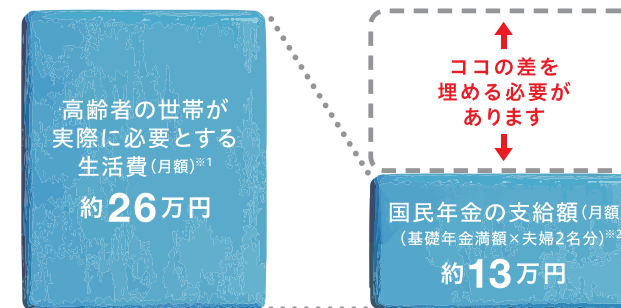 高齢者の世帯が
実際に必要とする
生活費(月額)※1
約26万円
ココの差を
埋める必要が
あります
国民年金の支給額(月額
(基礎年金満額×夫婦2名分)※2
約13万円